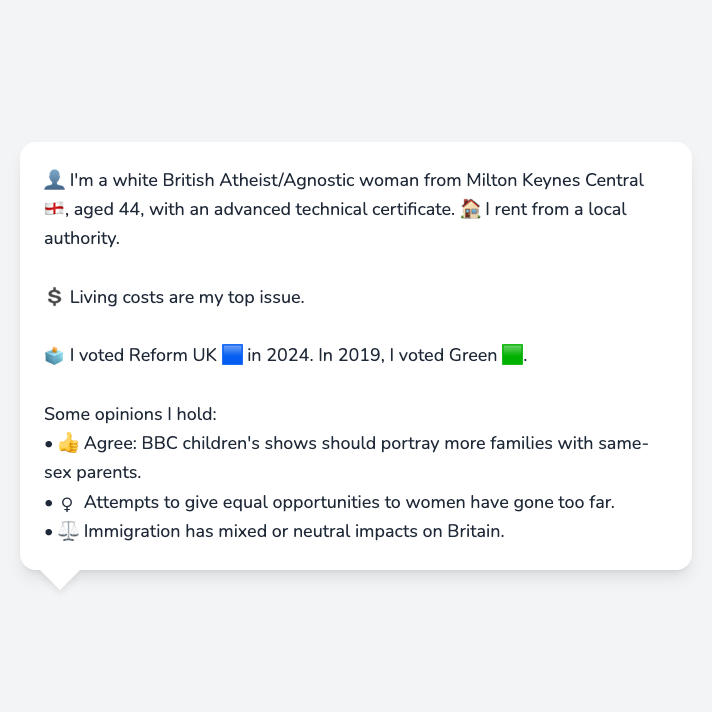 👤 I'm a white British Atheist/Agnostic woman from Milton Keynes Central
🏴󠁧󠁢󠁥󠁮󠁧󠁿, aged 44, with an advanced technical certificate. 🏠 I rent from a local
authority.
💲 Living costs are my top issue.
🗳️ I voted Reform UK 🟦 in 2024. In 2019, I voted Green 🟩.
Some opinions I hold:
• 👍 Agree: BBC children's shows should portray more families with same-
sex parents.
• ♀ Attempts to give equal opportunities to women have gone too far.
• ⚖️ Immigration has mixed or neutral impacts on Britain.